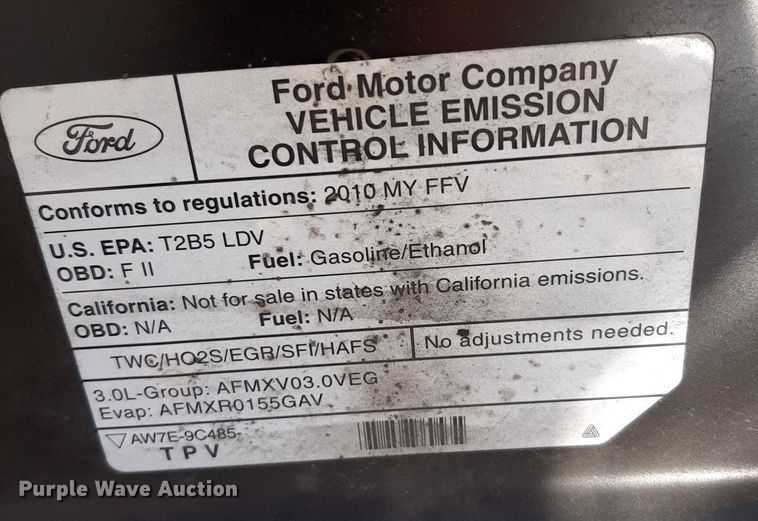 Ford
Ford Motor Company
VEHICLE EMISSION
CONTROL INFORMATION
Conforms to regulations: 2010 MY FFV
U.S. EPA: T2B5 LDV
OBD: F II Fuel: Gasoline/Ethanol
California: Not for sale in states with California emissions.
OBD: N/A Fuel: N/A
TWC/HO2S/EGR/SFI/HAFS No adjustments needed.
3.0L-Group: AFMXV03.0VEG
Evap: AFMXR0155GAV
AW7E-9C485-
T P V
Purple Wave Auction